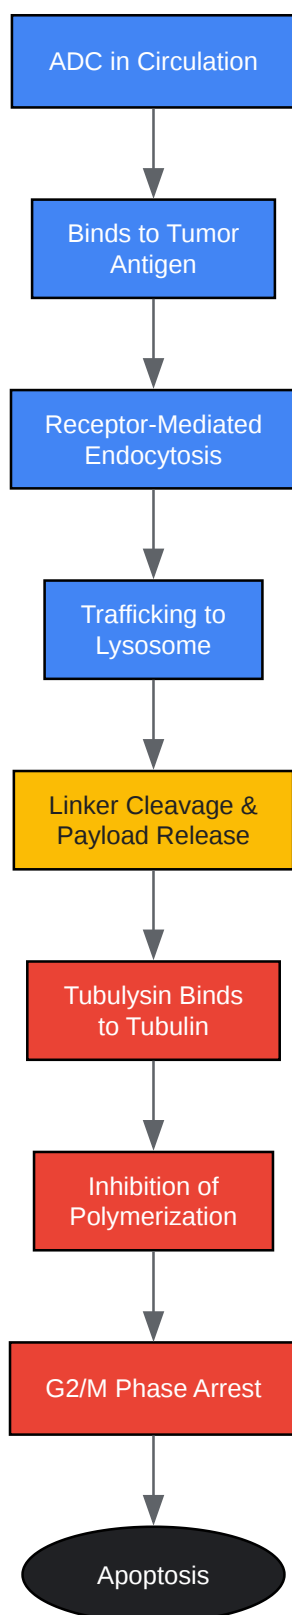 ADC in Circulation
Binds to Tumor
Antigen
Receptor-Mediated
Endocytosis
Trafficking to
Lysosome
Linker Cleavage &
Payload Release
Tubulysin Binds
to Tubulin
Inhibition of
Polymerization
G2/M Phase Arrest
Apoptosis